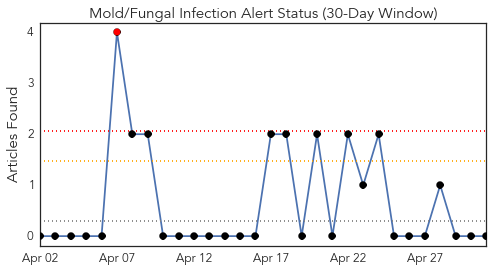 Mold/Fungal Infection Alert Status (30-Day Window)
Articles Found
4
3
2
1
0
Apr 02
Apr 07
Apr 12
Apr 17
Apr 22
Apr 27